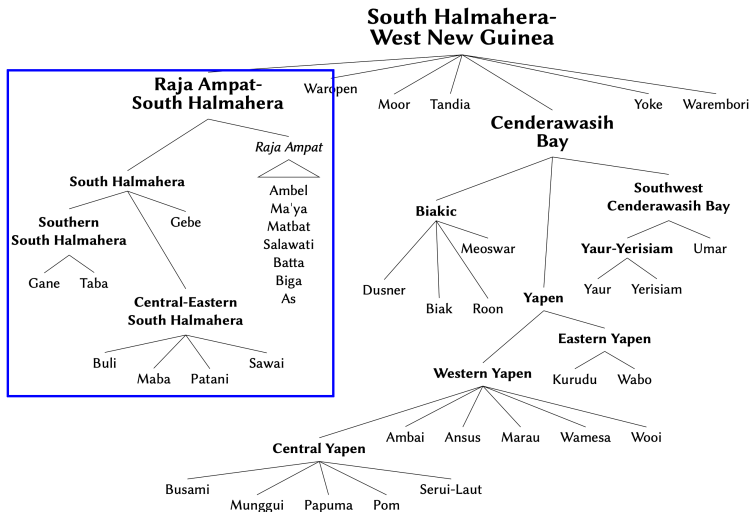 South Halmahera-
West New Guinea
Raja Ampat-
South Halmahera
Waropen
Moor
Tandia
Yoke
Warembori
Cenderawasih
Bay
Raja Ampat
South Halmahera
Southern
South Halmahera
Gebe
Gane
Taba
Central-Eastern
South Halmahera
Buli
Maba
Patani
Sawai
Ambel
Ma'ya
Matbat
Salawati
Batta
Biga
As
Biakic
Meoswar
Dusner
Biak
Roon
Southwest
Cenderawasih Bay
Yaur-Yerisiam
Umar
Yaur
Yerisiam
Yapen
Eastern Yapen
Kurudu
Wabo
Western Yapen
Ambai
Ansus
Marau
Wamesa
Wooi
Central Yapen
Busami
Munggui
Papuma
Pom
Serui-Laut